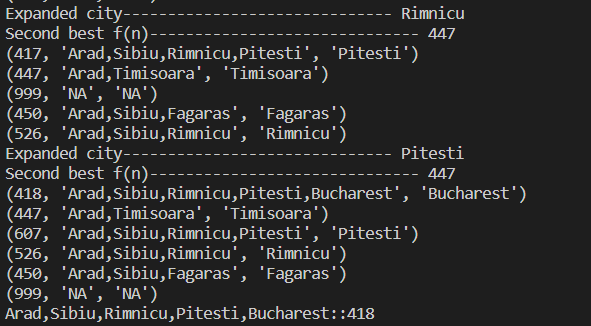 Expanded city----------------------------- Rimnicu
Second best f(n)----------------------------- 447
(417, 'Arad,Sibiu,Rimnicu,Pitesti', 'Pitesti')
(447, 'Arad,Timisoara', 'Timisoara')
(999, 'NA', 'NA')
(450, 'Arad,Sibiu,Fagaras', 'Fagaras')
(526, 'Arad,Sibiu,Rimnicu', 'Rimnicu')
Expanded city----------------------------- Pitesti
Second best f(n)----------------------------- 447
(418, 'Arad,Sibiu,Rimnicu,Pitesti,Bucharest', 'Bucharest')
(447, 'Arad,Timisoara', 'Timisoara')
(607, 'Arad,Sibiu,Rimnicu,Pitesti', 'Pitesti')
(526, 'Arad,Sibiu,Rimnicu', 'Rimnicu')
(450, 'Arad,Sibiu,Fagaras', 'Fagaras')
(999, 'NA', 'NA')
Arad,Sibiu,Rimnicu,Pitesti,Bucharest::418